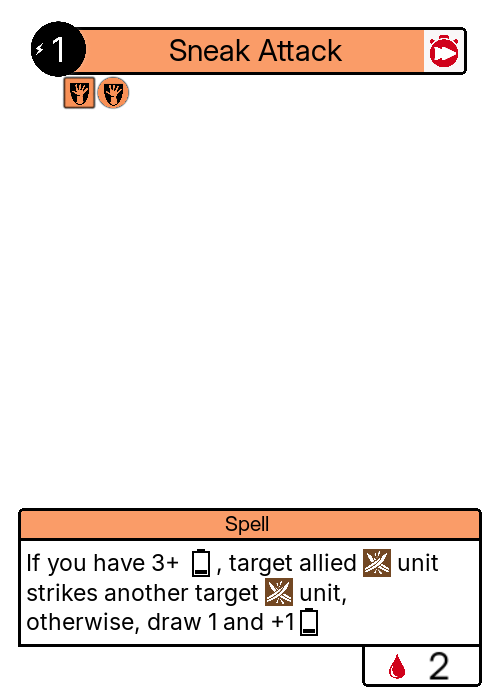 1 Sneak Attack
Spell
If you have 3+ , target allied unit
strikes another target unit,
otherwise, draw 1 and +1
2